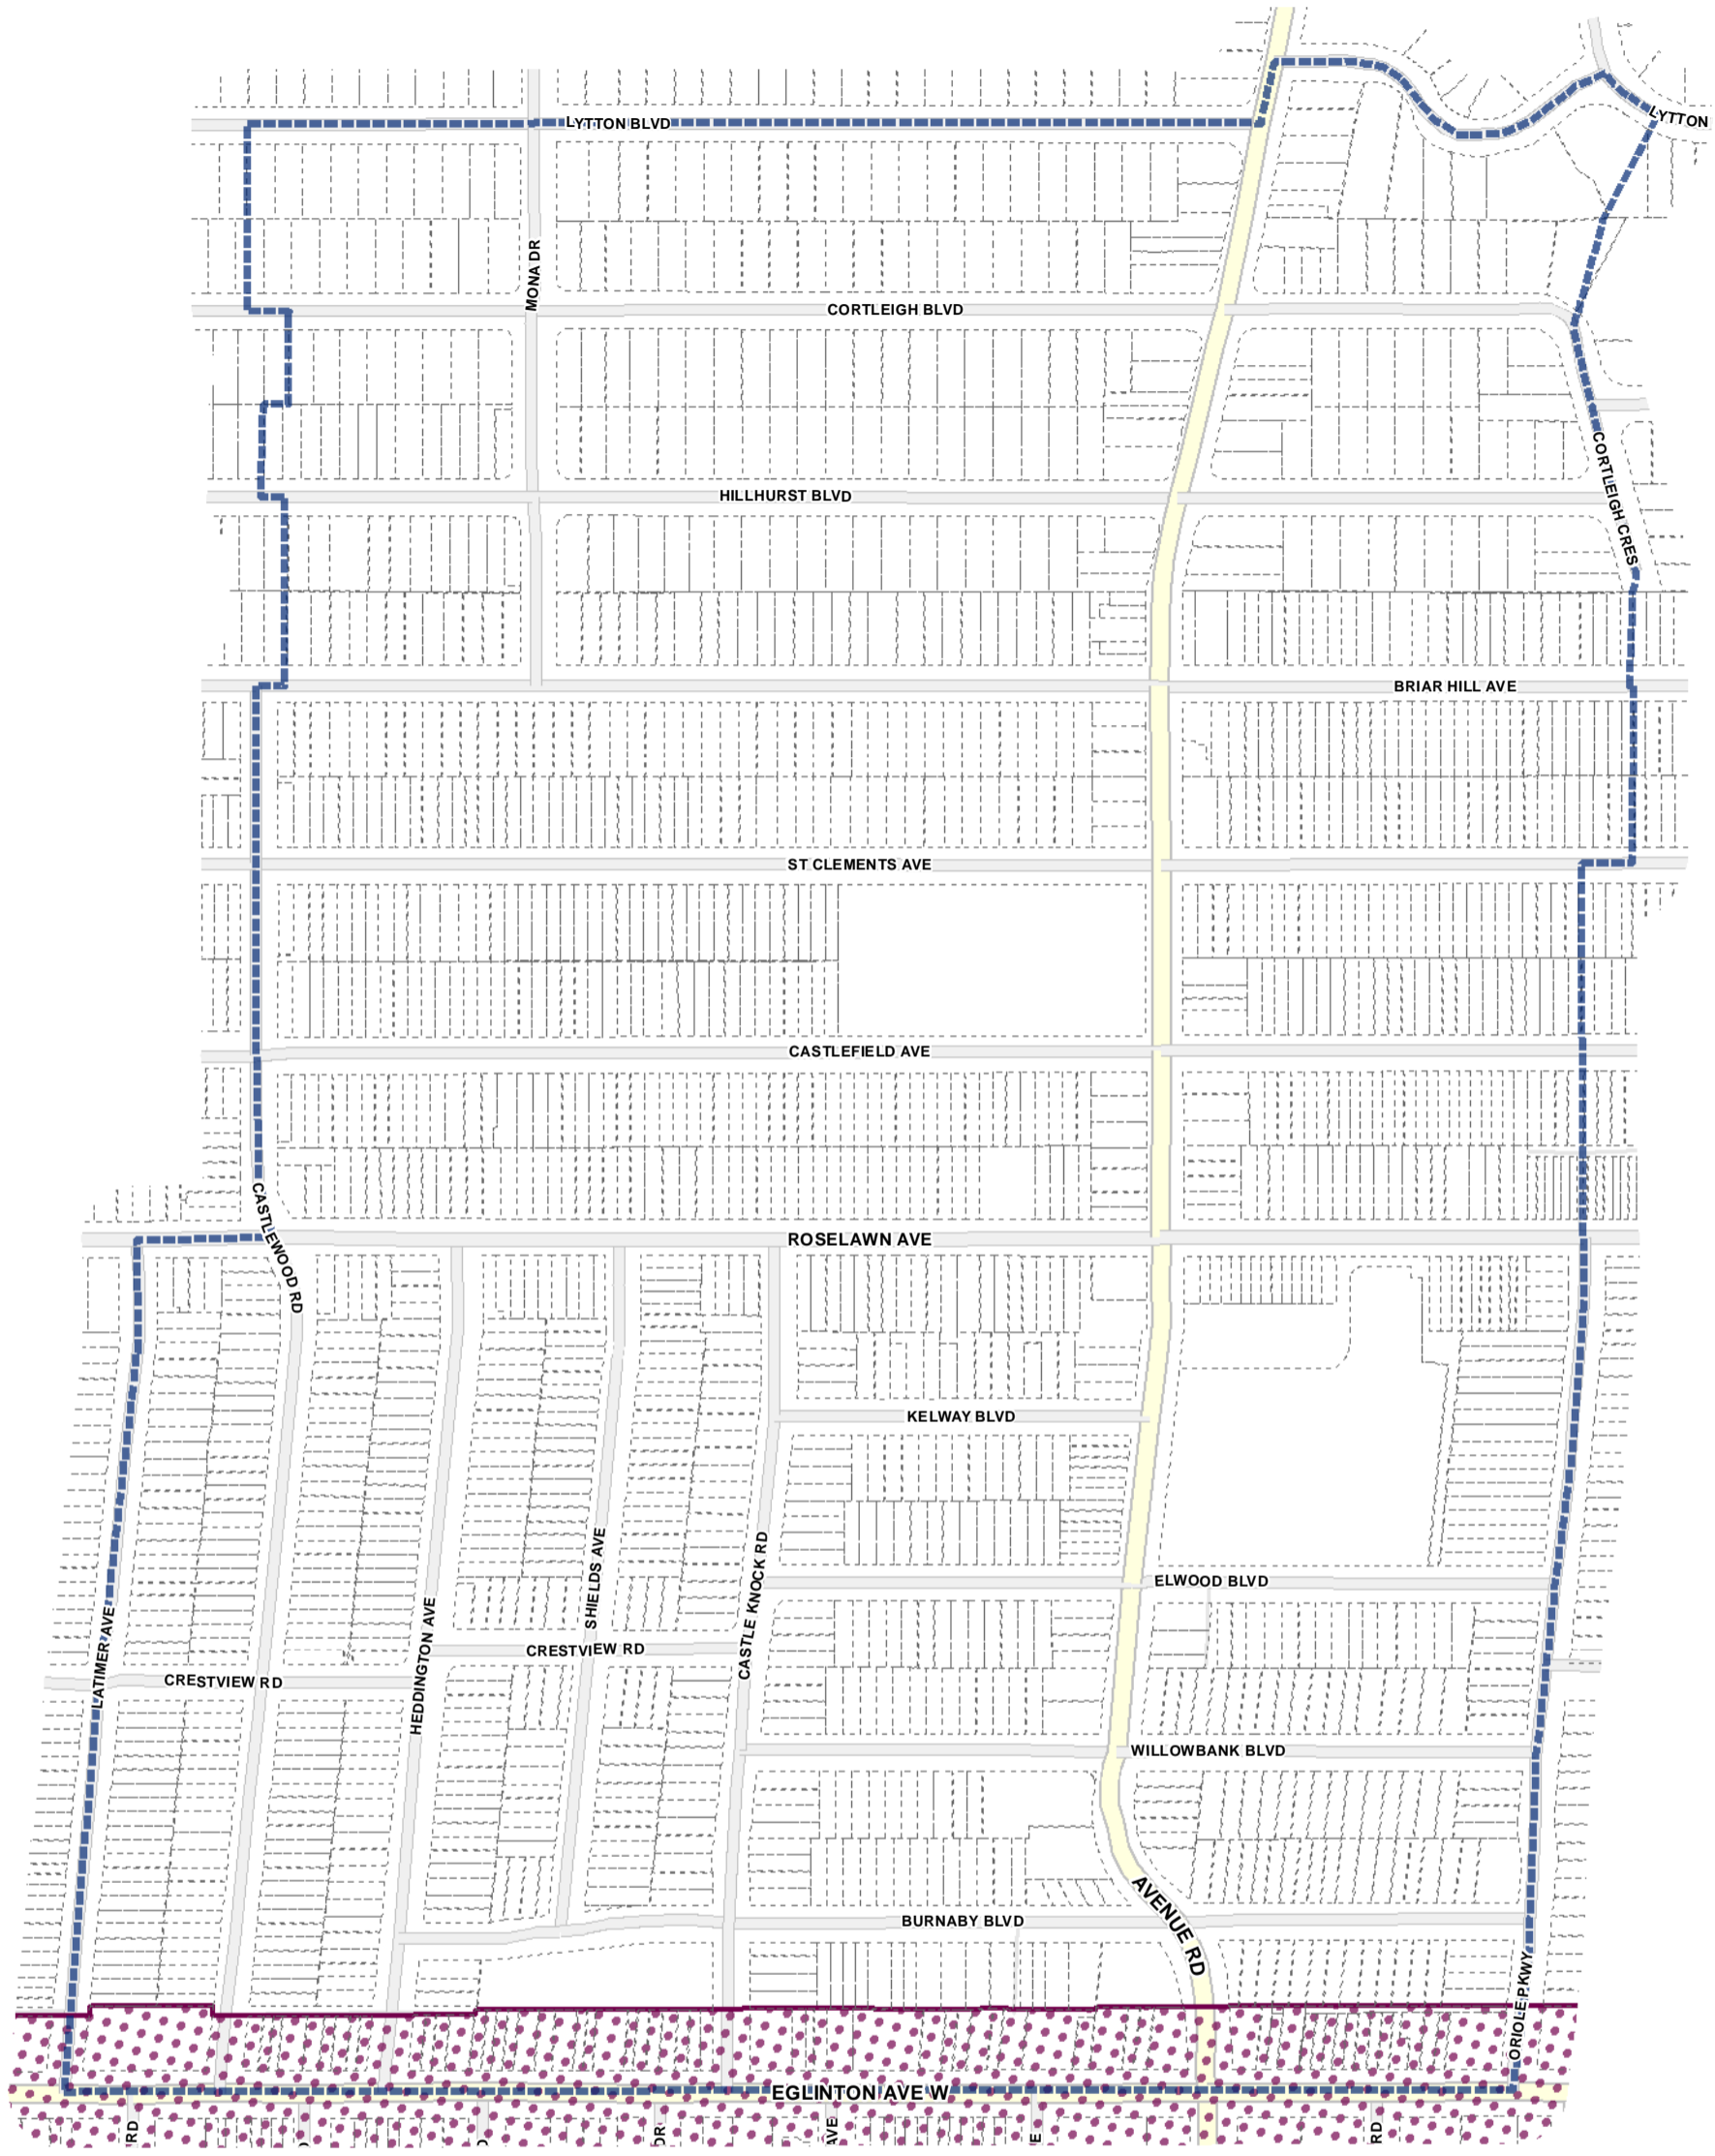 LYTTON BLVD
LYTTON
MONA DR
CORTLEIGH BLVD
CORTLEIGH CRES
HILLHURST BLVD
BRIAR HILL AVE
ST CLEMENTS AVE
CASTLEFIELD AVE
CASTLEWOOD RD
ROSELAWN AVE
KELWAY BLVD
SHIELDS AVE
CASTLE KNOCK RD
ELWOOD BLVD
LATIMER AVE
HEDDINGTON AVE
CRESTVIEW RD
CRESTVIEW RD
WILLOWBANK BLVD
AVENUE RD
BURNABY BLVD
ORIOLE PKWY
EGLINTON AVE W
RD
AVE
E
RD